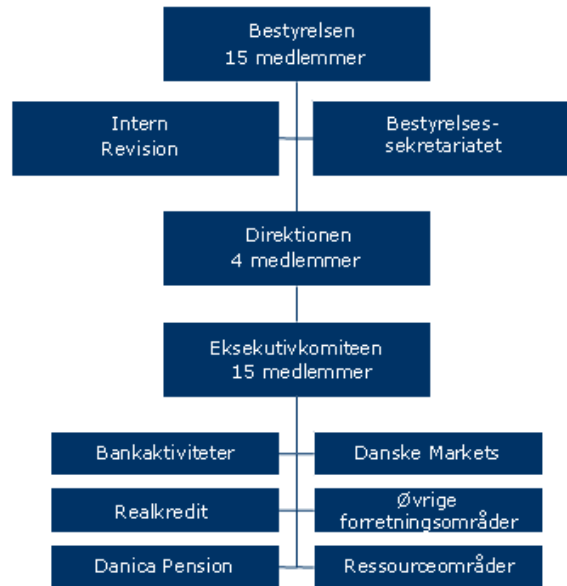 Bestyrelsen
15 medlemmer
Intern
Revision
Bestyrelses-
sekretariatet
Direktionen
4 medlemmer
Eksekutivkomiteen
15 medlemmer
Bankaktiviteter
Danske Markets
Realkredit
Øvrige
forretningsområder
Danica Pension
Ressourceområder